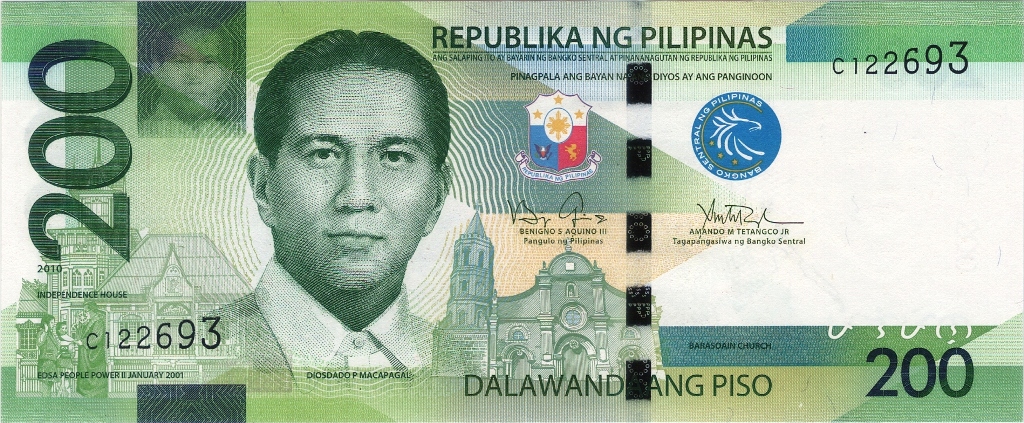 200
REPUBLIKA NG PILIPINAS
ANG SALAPING ITO AY BAYARIN NG BANGKO SENTRAL AT PINANANAGUTAN NG REPUBLIKA NG PILIPINAS
PINAGPALA ANG BAYAN NA DIYOS AY ANG PANGINOON
C122693
REPUBLIKA NG PILIPINAS
BANGKO SENTRAL NG PILIPINAS
BENIGNO S AQUINO III
Pangulo ng Pilipinas
AMANDO M TETANGCO JR
Tagapangasiwa ng Bangko Sentral
2010
INDEPENDENCE HOUSE
C122693
EDSA PEOPLE POWER II JANUARY 2001
DIOSDADO P MACAPAGAL
BARASOAIN CHURCH
DALAWANDAANG PISO
200